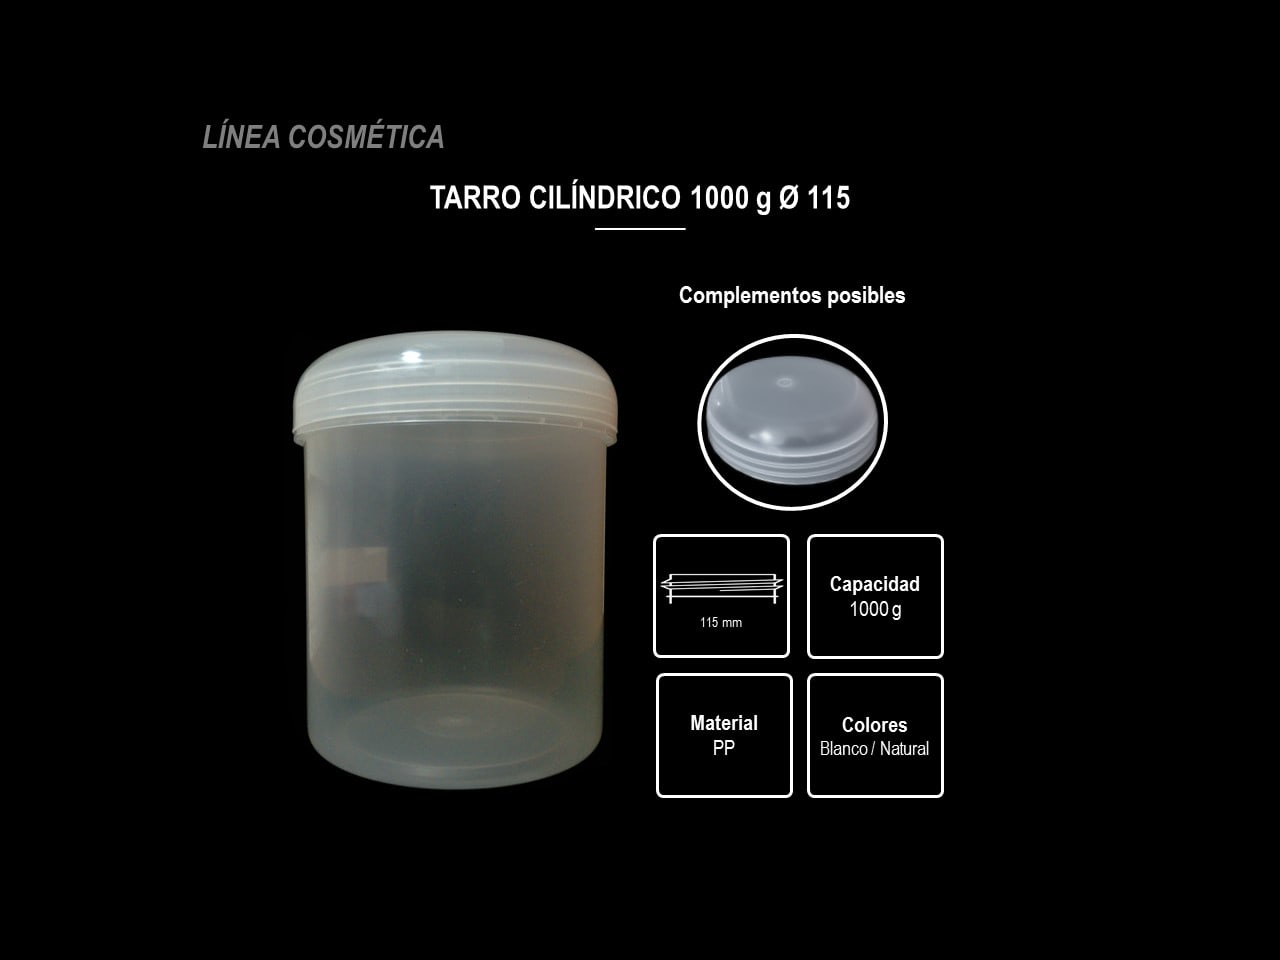 LÍNEA COSMÉTICA
TARRO CILÍNDRICO 1000 g Ø 115
Complementos posibles
115 mm
Capacidad
1000 g
Material
PP
Colores
Blanco / Natural